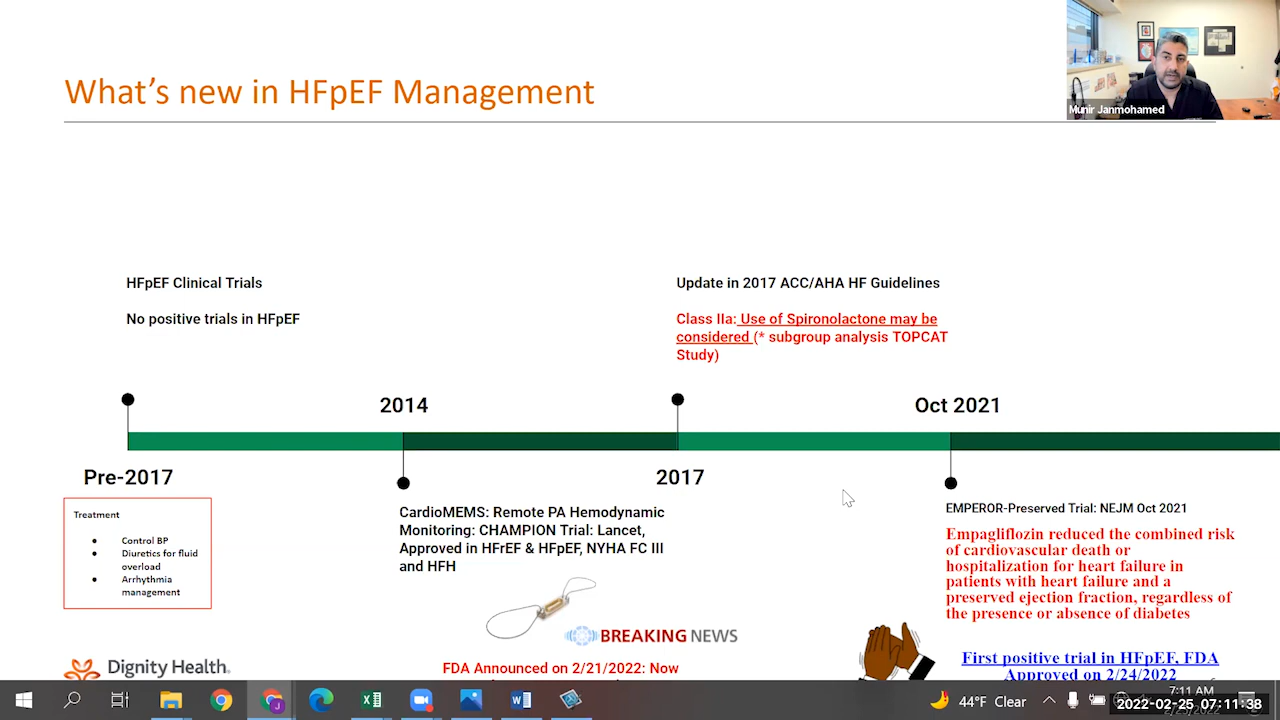 Munir Janmohamed
What's new in HFpEF Management
HFpEF Clinical Trials
No positive trials in HFpEF
Update in 2017 ACC/AHA HF Guidelines
Class IIa: Use of Spironolactone may be
considered (* subgroup analysis TOPCAT
Study)
2014
Oct 2021
Pre-2017
2017
Treatment
• Control BP
• Diuretics for fluid
overload
• Arrhythmia
management
CardioMEMS: Remote PA Hemodynamic
Monitoring: CHAMPION Trial: Lancet,
Approved in HFrEF & HFpEF, NYHA FC III
and HFH
BREAKING NEWS
FDA Announced on 2/21/2022: Now
EMPEROR-Preserved Trial: NEJM Oct 2021
Empagliflozin reduced the combined risk
of cardiovascular death or
hospitalization for heart failure in
patients with heart failure and a
preserved ejection fraction, regardless of
the presence or absence of diabetes
First positive trial in HFpEF, FDA
Approved on 2/24/2022
Dignity Health.
44°F Clear
7:11 AM
2022-02-25 07:11:38